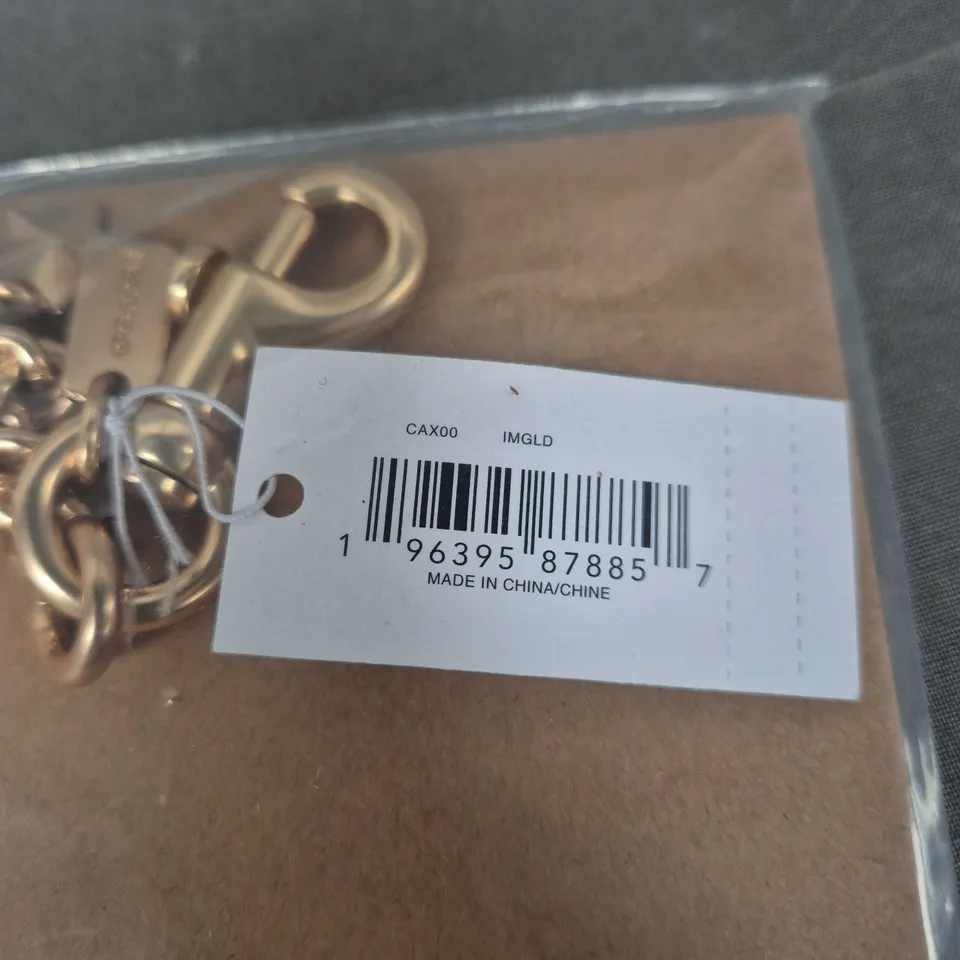 CAX00 IMGLD
1 96395 87885 7
MADE IN CHINA/CHINE